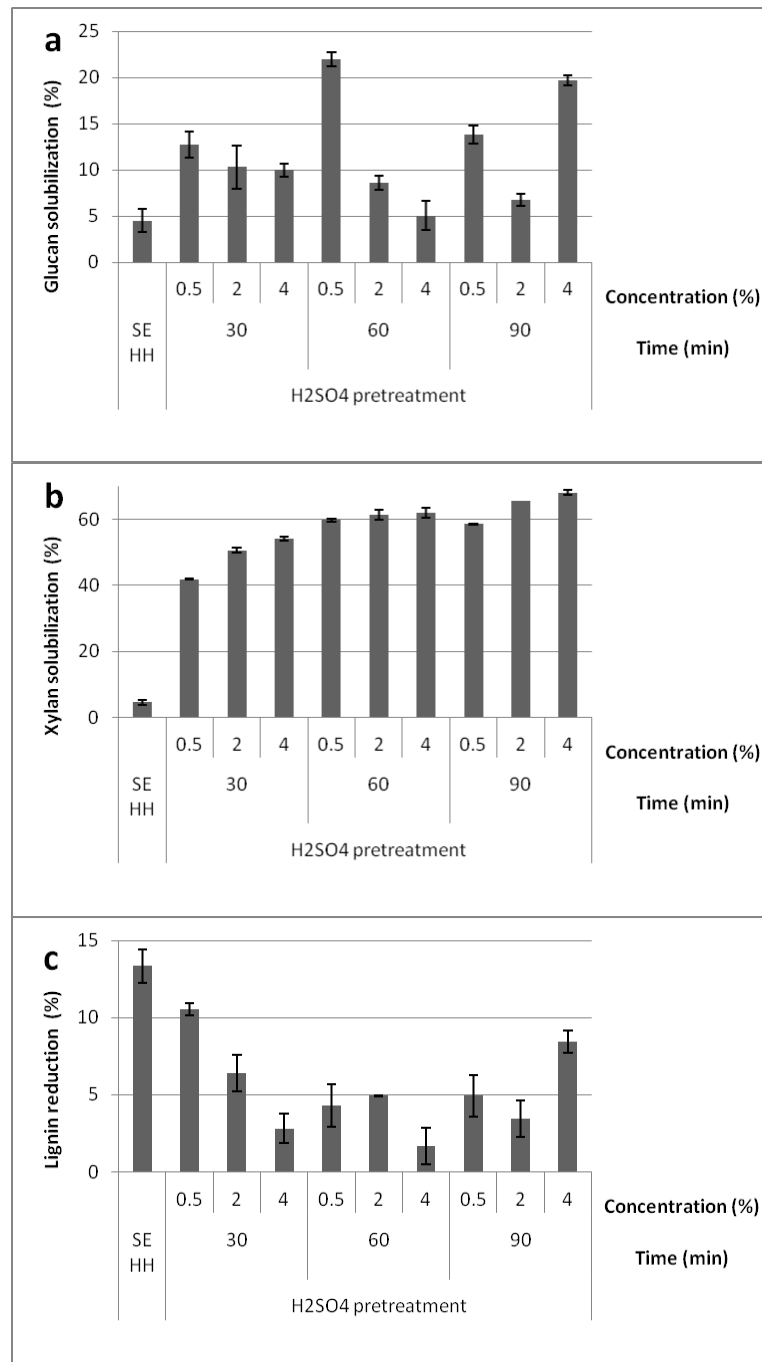 a
Glucan solubilization (%)
25
20
15
10
5
0
0.5 2 4 0.5 2 4 0.5 2 4
Concentration (%)
SE HH
30 60 90
Time (min)
H2SO4 pretreatment
b
Xylan solubilization (%)
60
40
20
0
0.5 2 4 0.5 2 4 0.5 2 4
Concentration (%)
SE HH
30 60 90
Time (min)
H2SO4 pretreatment
c
Lignin reduction (%)
15
10
5
0
0.5 2 4 0.5 2 4 0.5 2 4
Concentration (%)
SE HH
30 60 90
Time (min)
H2SO4 pretreatment